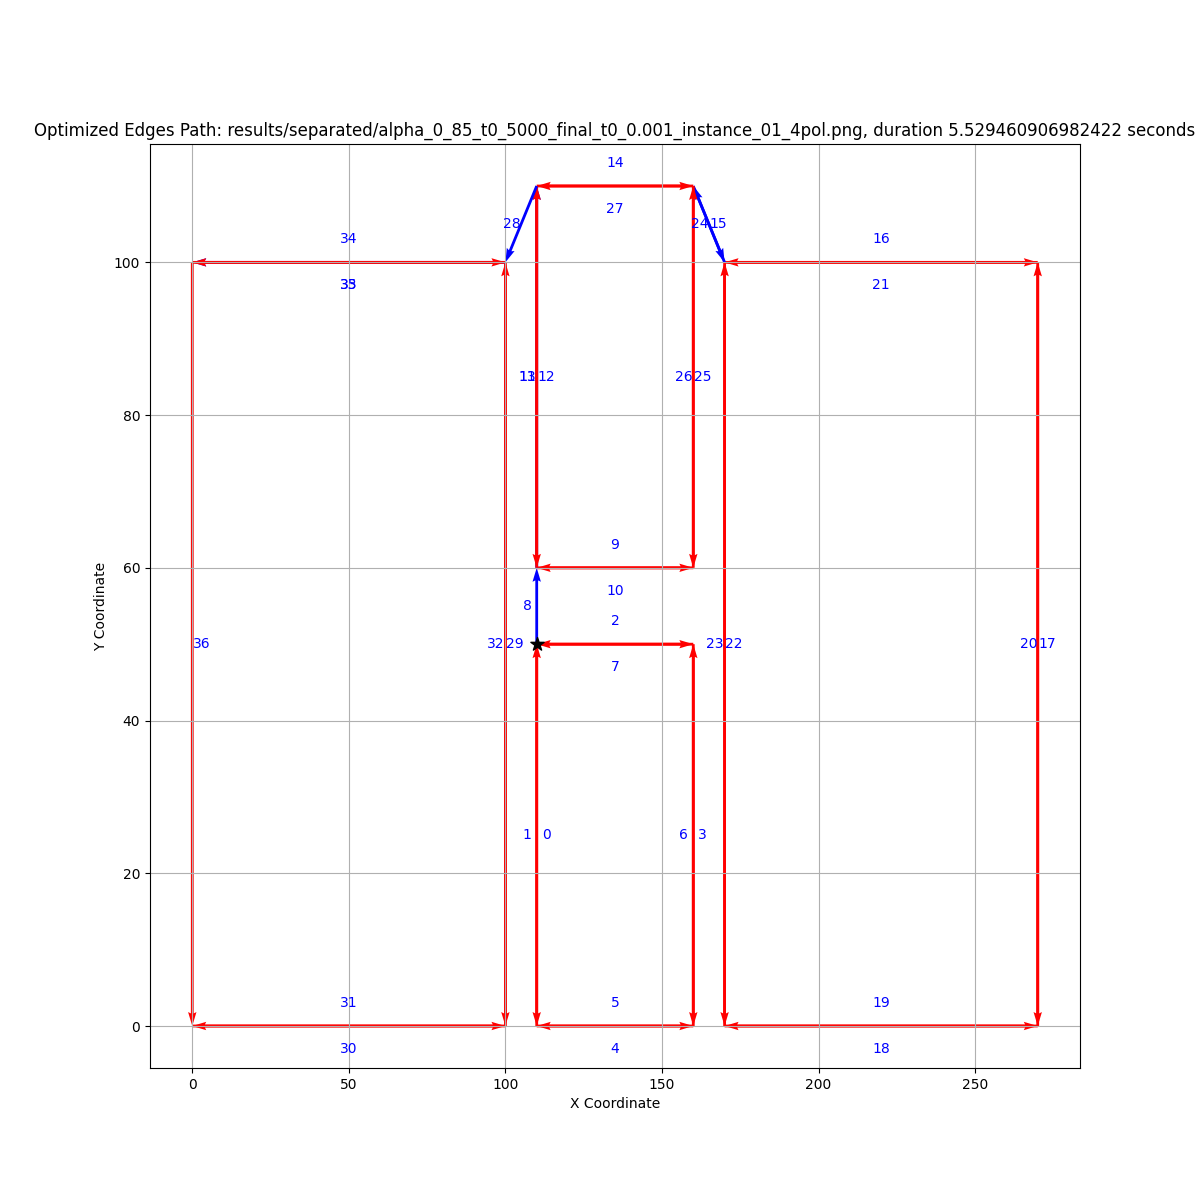 Optimized Edges Path: results/separated/alpha_0_85_t0_5000_final_t0_0.001_instance_01_4pol.png, duration 5.529460906982422 seconds
14
28 27 24 15
34 16
100
35 21
80
12 26 25
60
9
8 10
2
36 32 29 23 22 20 17
7
40
1 0 6 3
20
31 5 19
0
30 4 18
0 50 100 150 200 250
X Coordinate
Y Coordinate